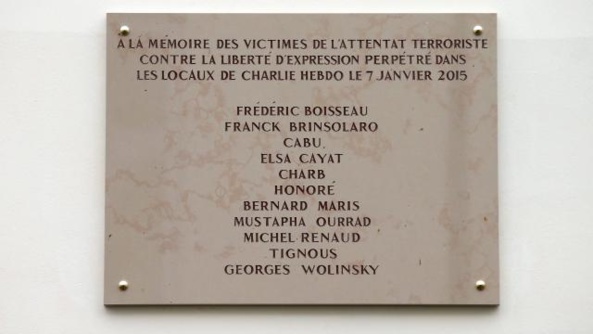 À LA MÉMOIRE DES VICTIMES DE L'ATTENTAT TERRORISTE
CONTRE LA LIBERTÉ D'EXPRESSION PERPÉTRÉ DANS
LES LOCAUX DE CHARLIE HEBDO LE 7 JANVIER 2015
FRÉDÉRIC BOISSEAU
FRANCK BRINSOLARO
CABU
ELSA CAYAT
CHARB
HONORÉ
BERNARD MARIS
MUSTAPHA OURRAD
MICHEL RENAUD
TIGNOUS
GEORGES WOLINSKY